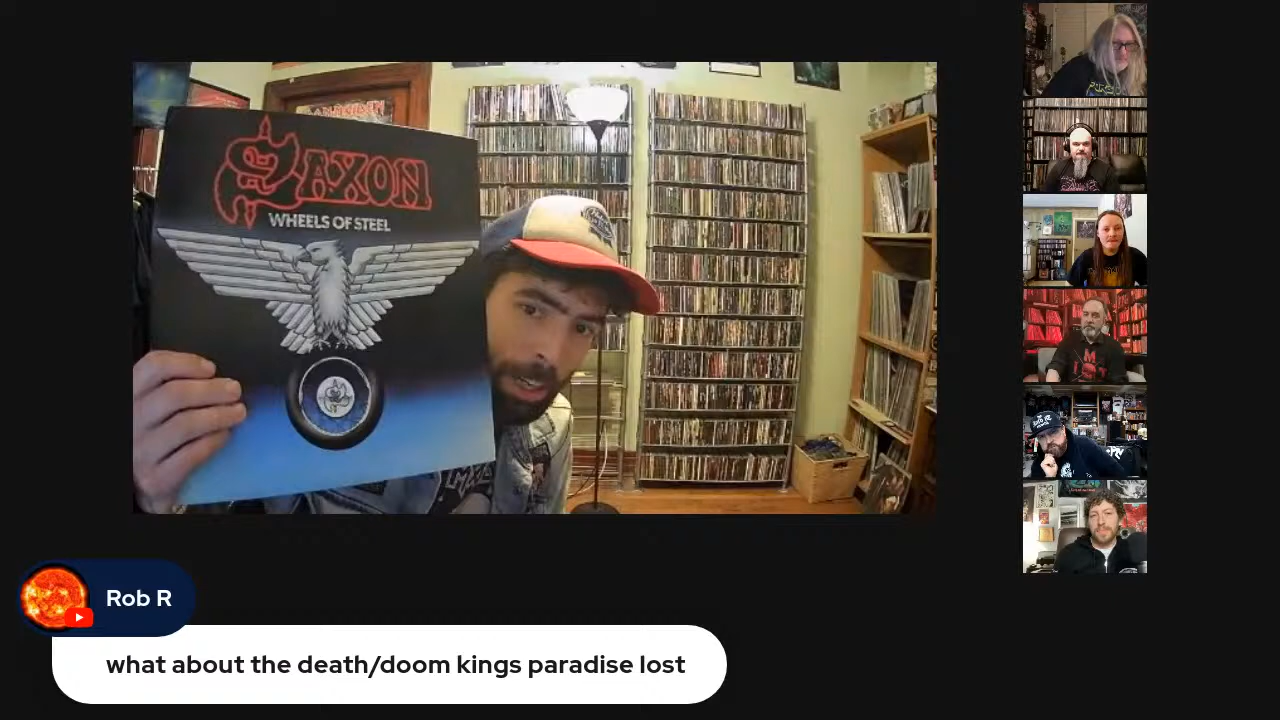 SAXON
WHEELS OF STEEL
Rob R
what about the death/doom kings paradise lost